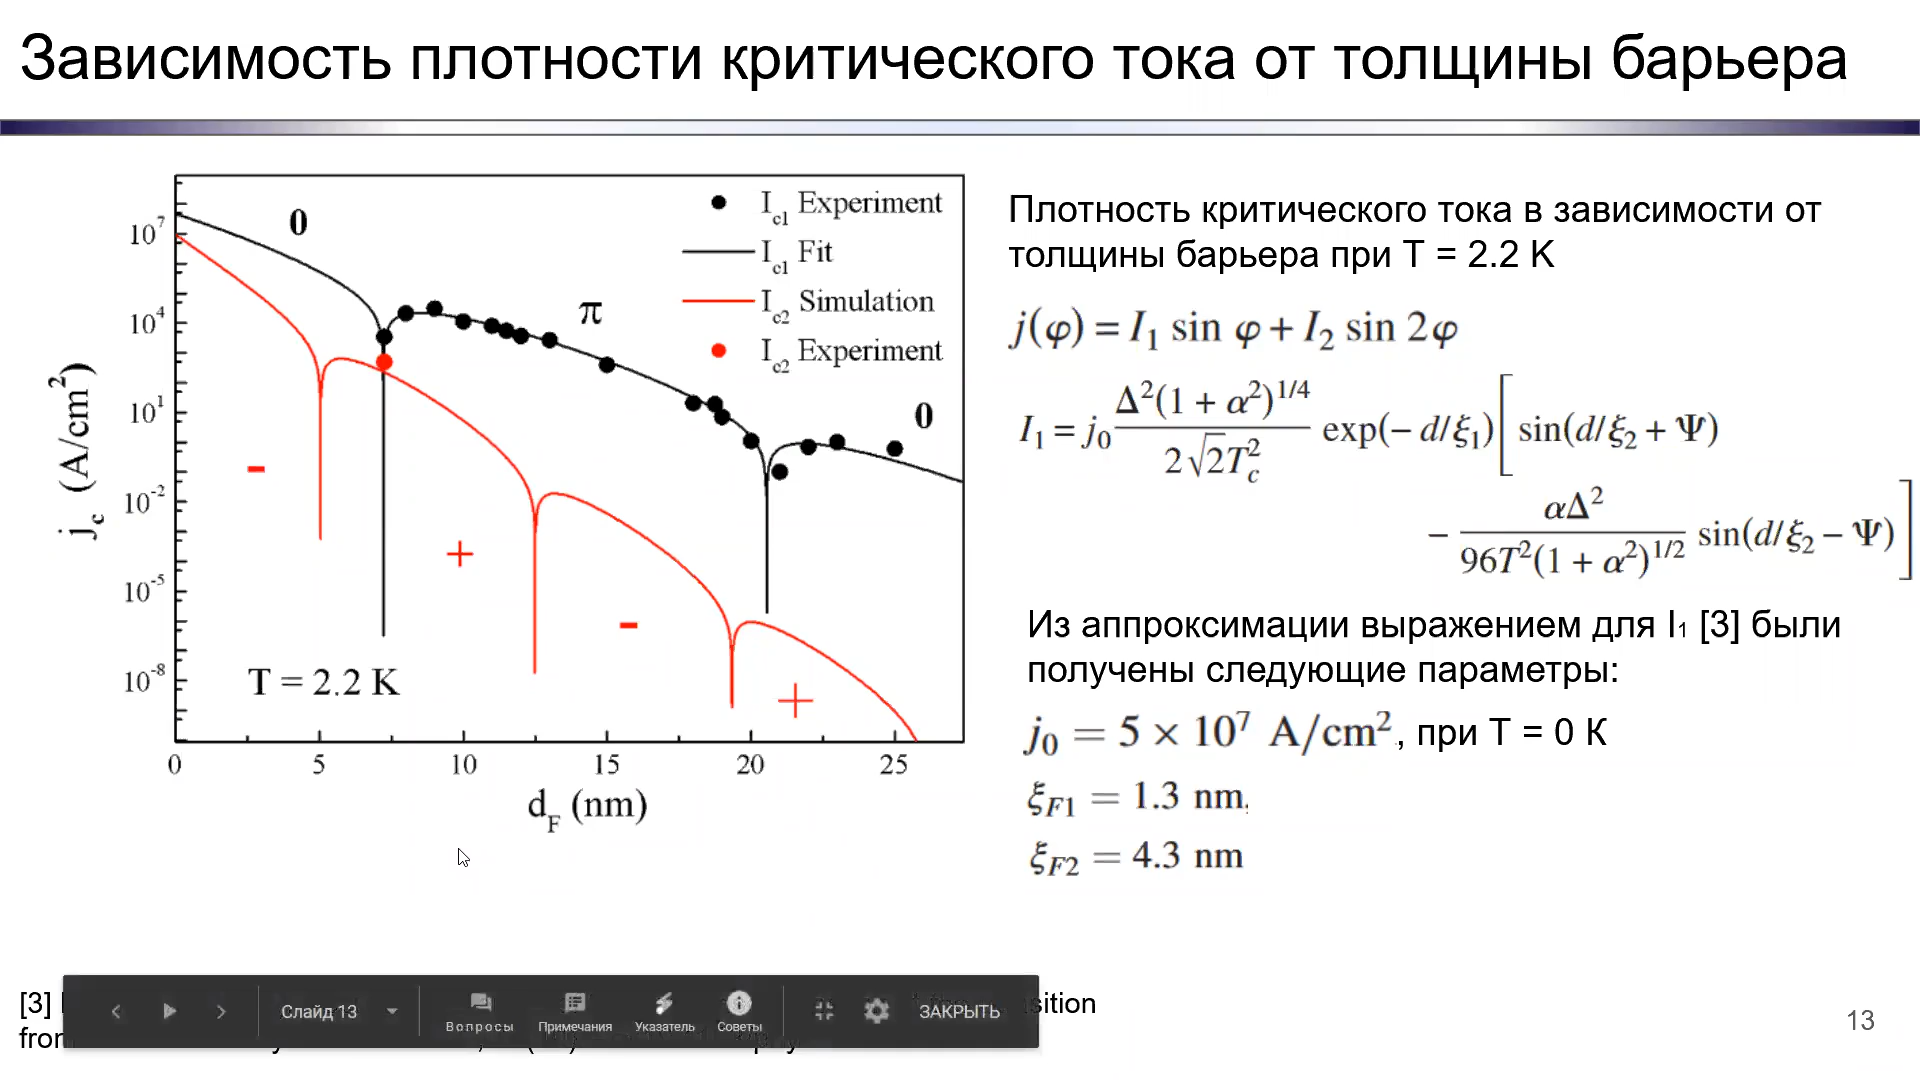 Зависимость плотности критического тока от толщины барьера
0
π
0
I_c1 Experiment
I_c1 Fit
I_c2 Simulation
I_c2 Experiment
10^7
10^4
10^1
10^-2
10^-5
10^-8
j_c (A/cm^2)
-
+
-
+
T = 2.2 K
0 5 10 15 20 25
d_F (nm)
Плотность критического тока в зависимости от
толщины барьера при T = 2.2 K
j(φ) = I_1 sin φ + I_2 sin 2φ
I_1 = j_0 Δ^2(1 + α^2)^1/4 / 2√2T_c^2 exp(− d/ξ_1)[ sin(d/ξ_2 + Ψ)
− αΔ^2 / 96T^2(1 + α^2)^1/2 sin(d/ξ_2 − Ψ) ]
Из аппроксимации выражением для I₁ [3] были
получены следующие параметры:
j_0 = 5 × 10^7 A/cm^2, при T = 0 К
ξ_F1 = 1.3 nm,
ξ_F2 = 4.3 nm
[3]
Слайд 13
Вопросы
Примечания
Указатель
Советы
ЗАКРЫТЬ
13